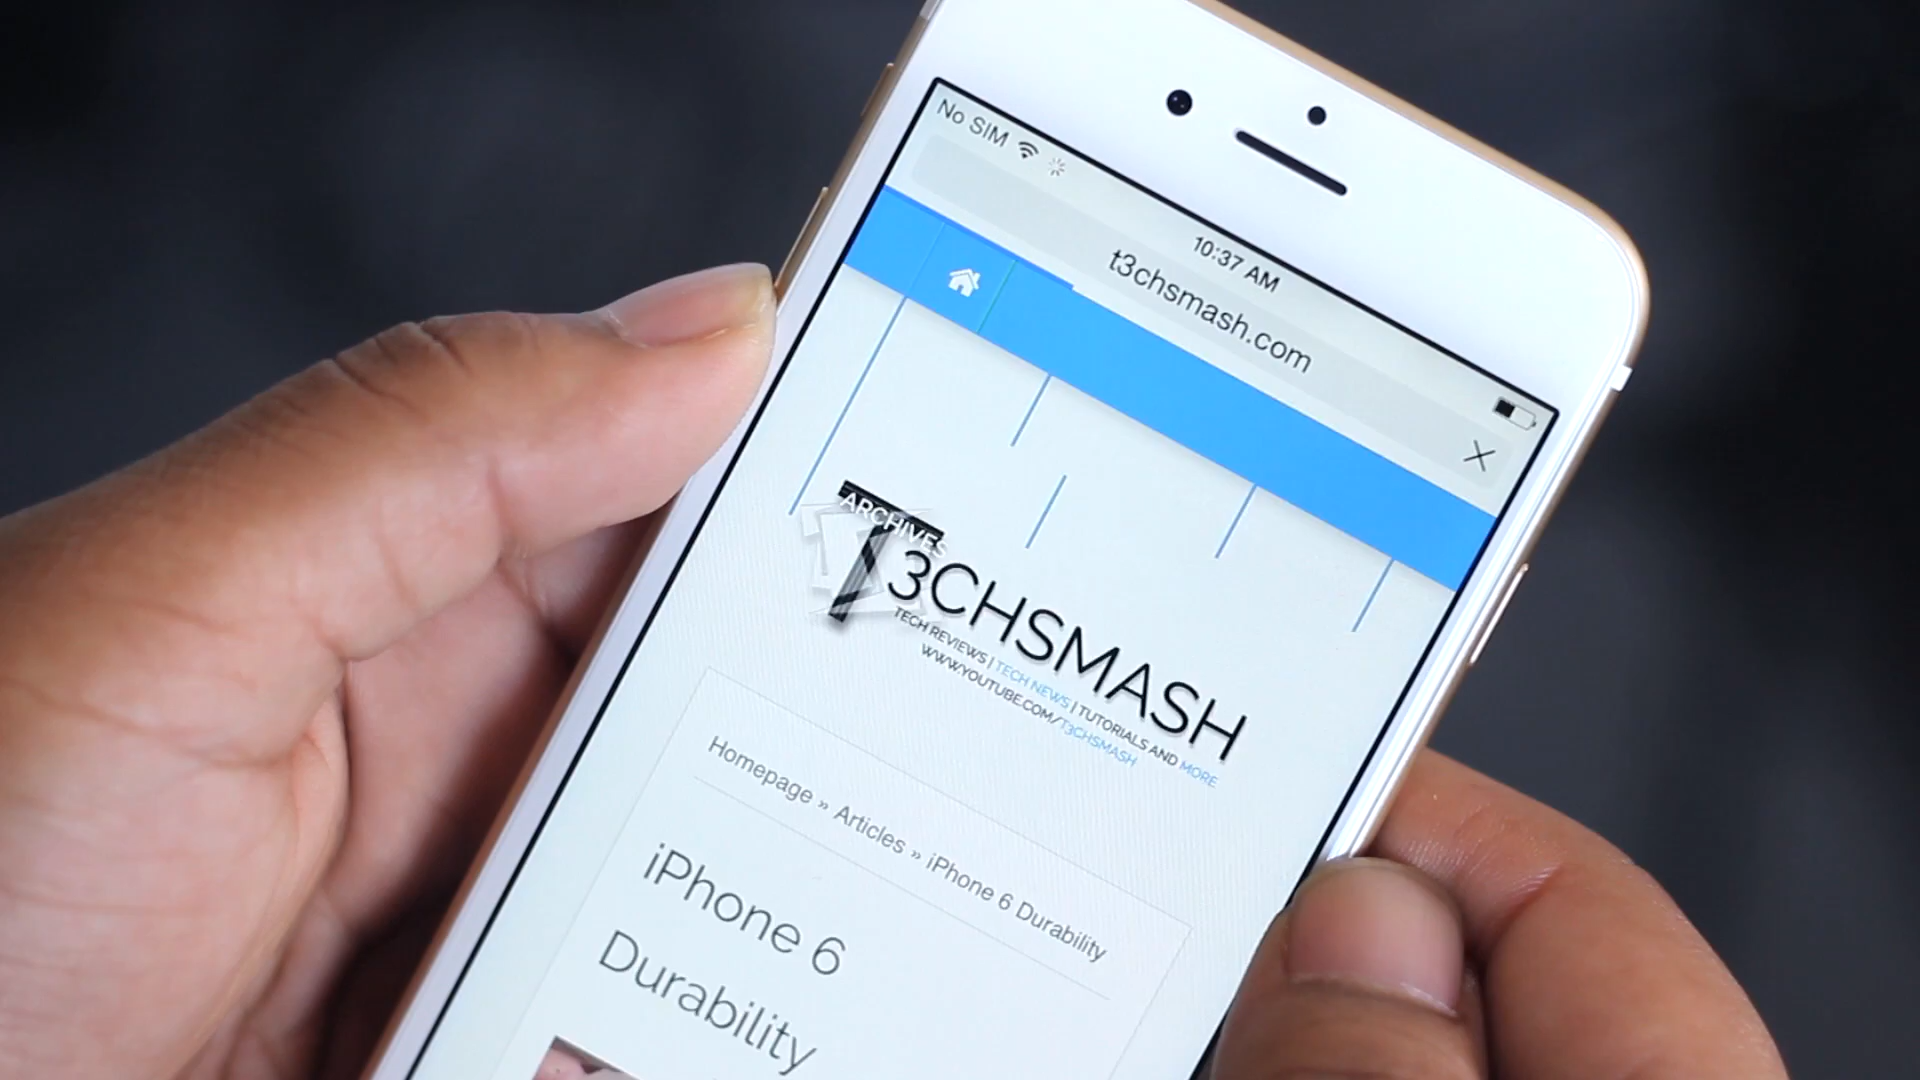 No SIM
10:37 AM
t3chsmash.com
ARCHIVES
T3CHSMASH
TECH REVIEWS | TECH NEWS | TUTORIALS AND MORE
WWW.YOUTUBE.COM/T3CHSMASH
Homepage » Articles » iPhone 6 Durability
iPhone 6
Durability